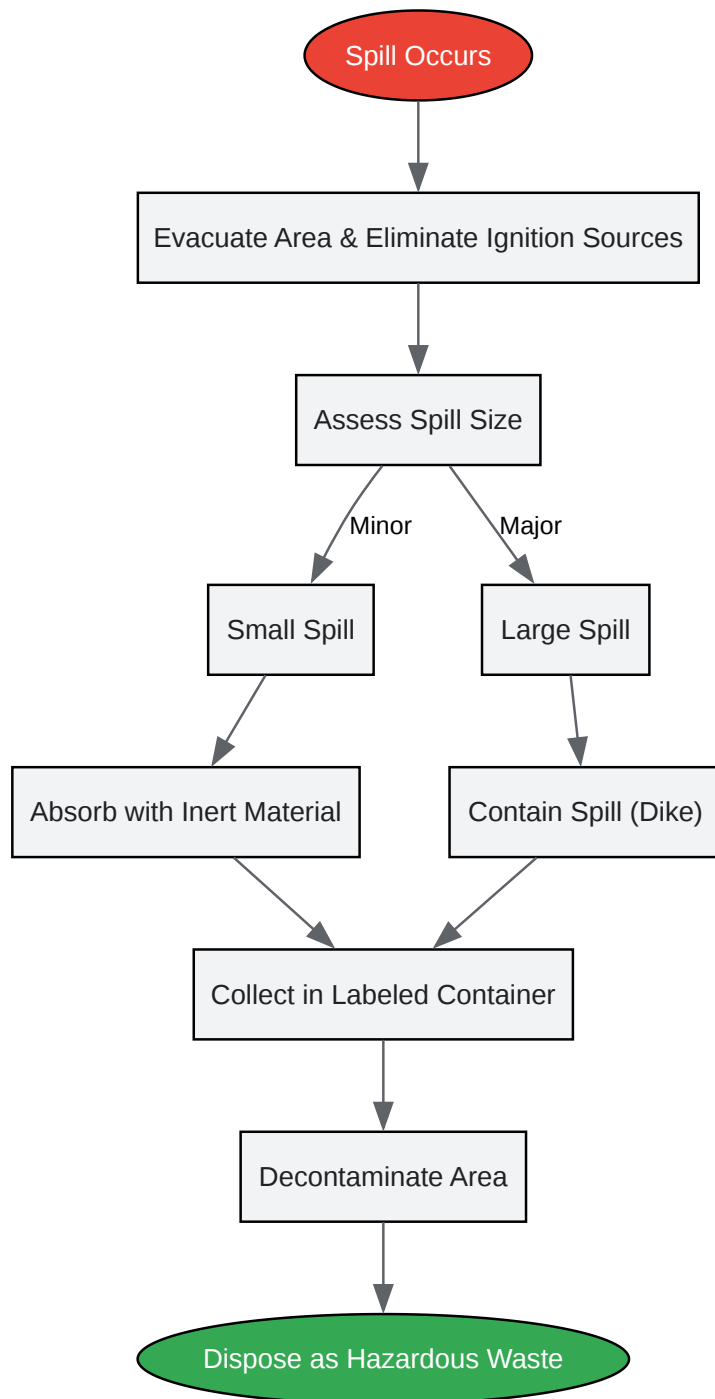 Spill Occurs
Evacuate Area & Eliminate Ignition Sources
Assess Spill Size
Minor
Major
Small Spill
Large Spill
Absorb with Inert Material
Contain Spill (Dike)
Collect in Labeled Container
Decontaminate Area
Dispose as Hazardous Waste